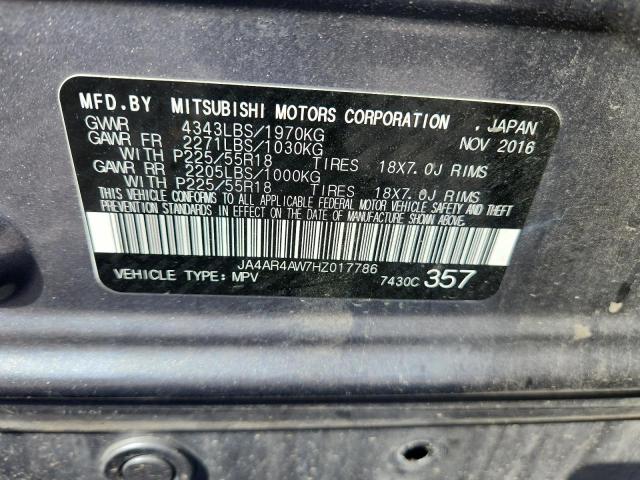 MFD.BY MITSUBISHI MOTORS CORPORATION , JAPAN
GVWR 4343LBS/1970KG NOV 2016
GAWR FR 2271LBS/1030KG
WITH P225/55R18 TIRES 18X7.0J RIMS
GAWR RR 2205LBS/1000KG
WITH P225/55R18 TIRES 18X7.0J RIMS
THIS VEHICLE CONFORMS TO ALL APPLICABLE FEDERAL MOTOR VEHICLE SAFETY, BUMPER AND THEFT
PREVENTION STANDARDS IN EFFECT ON THE DATE OF MANUFACTURE SHOWN ABOVE.
JA4AR4AW7HZ017786
VEHICLE TYPE: MPV 7430C 357